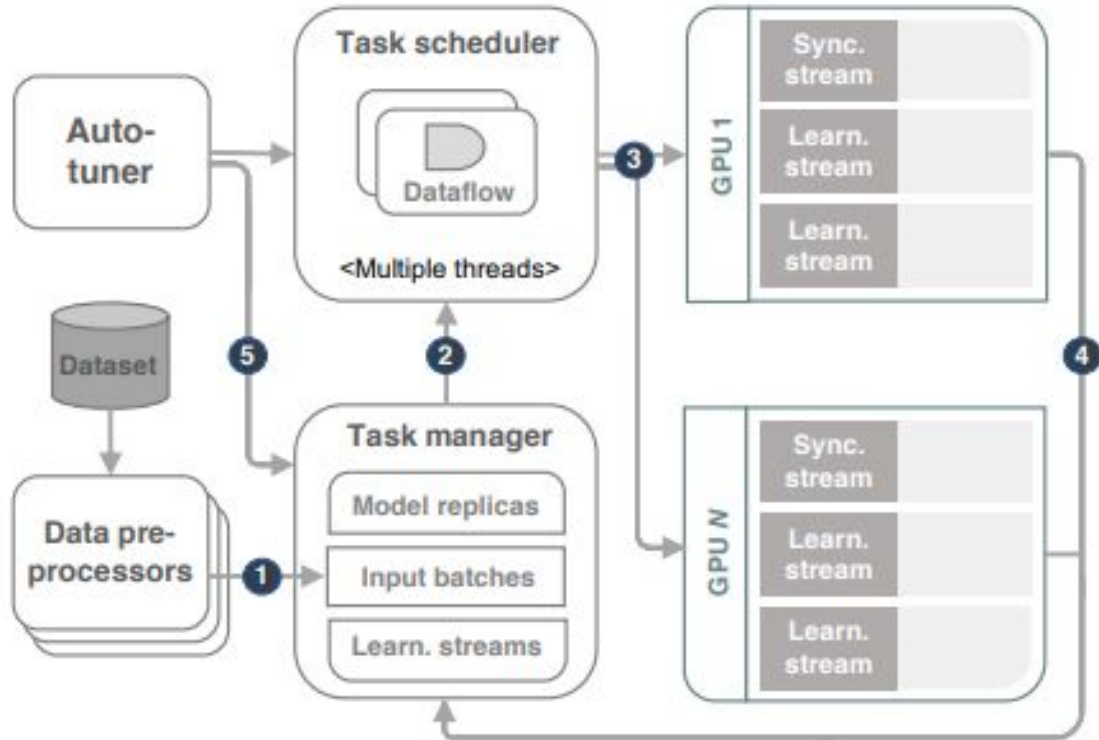 Task scheduler
Auto-
tuner
Dataflow
<Multiple threads>
3
GPU 1
Sync.
stream
Learn.
stream
Learn.
stream
Dataset
5
2
4
Task manager
Model replicas
Input batches
Learn. streams
Data pre-
processors
1
GPU N
Sync.
stream
Learn.
stream
Learn.
stream